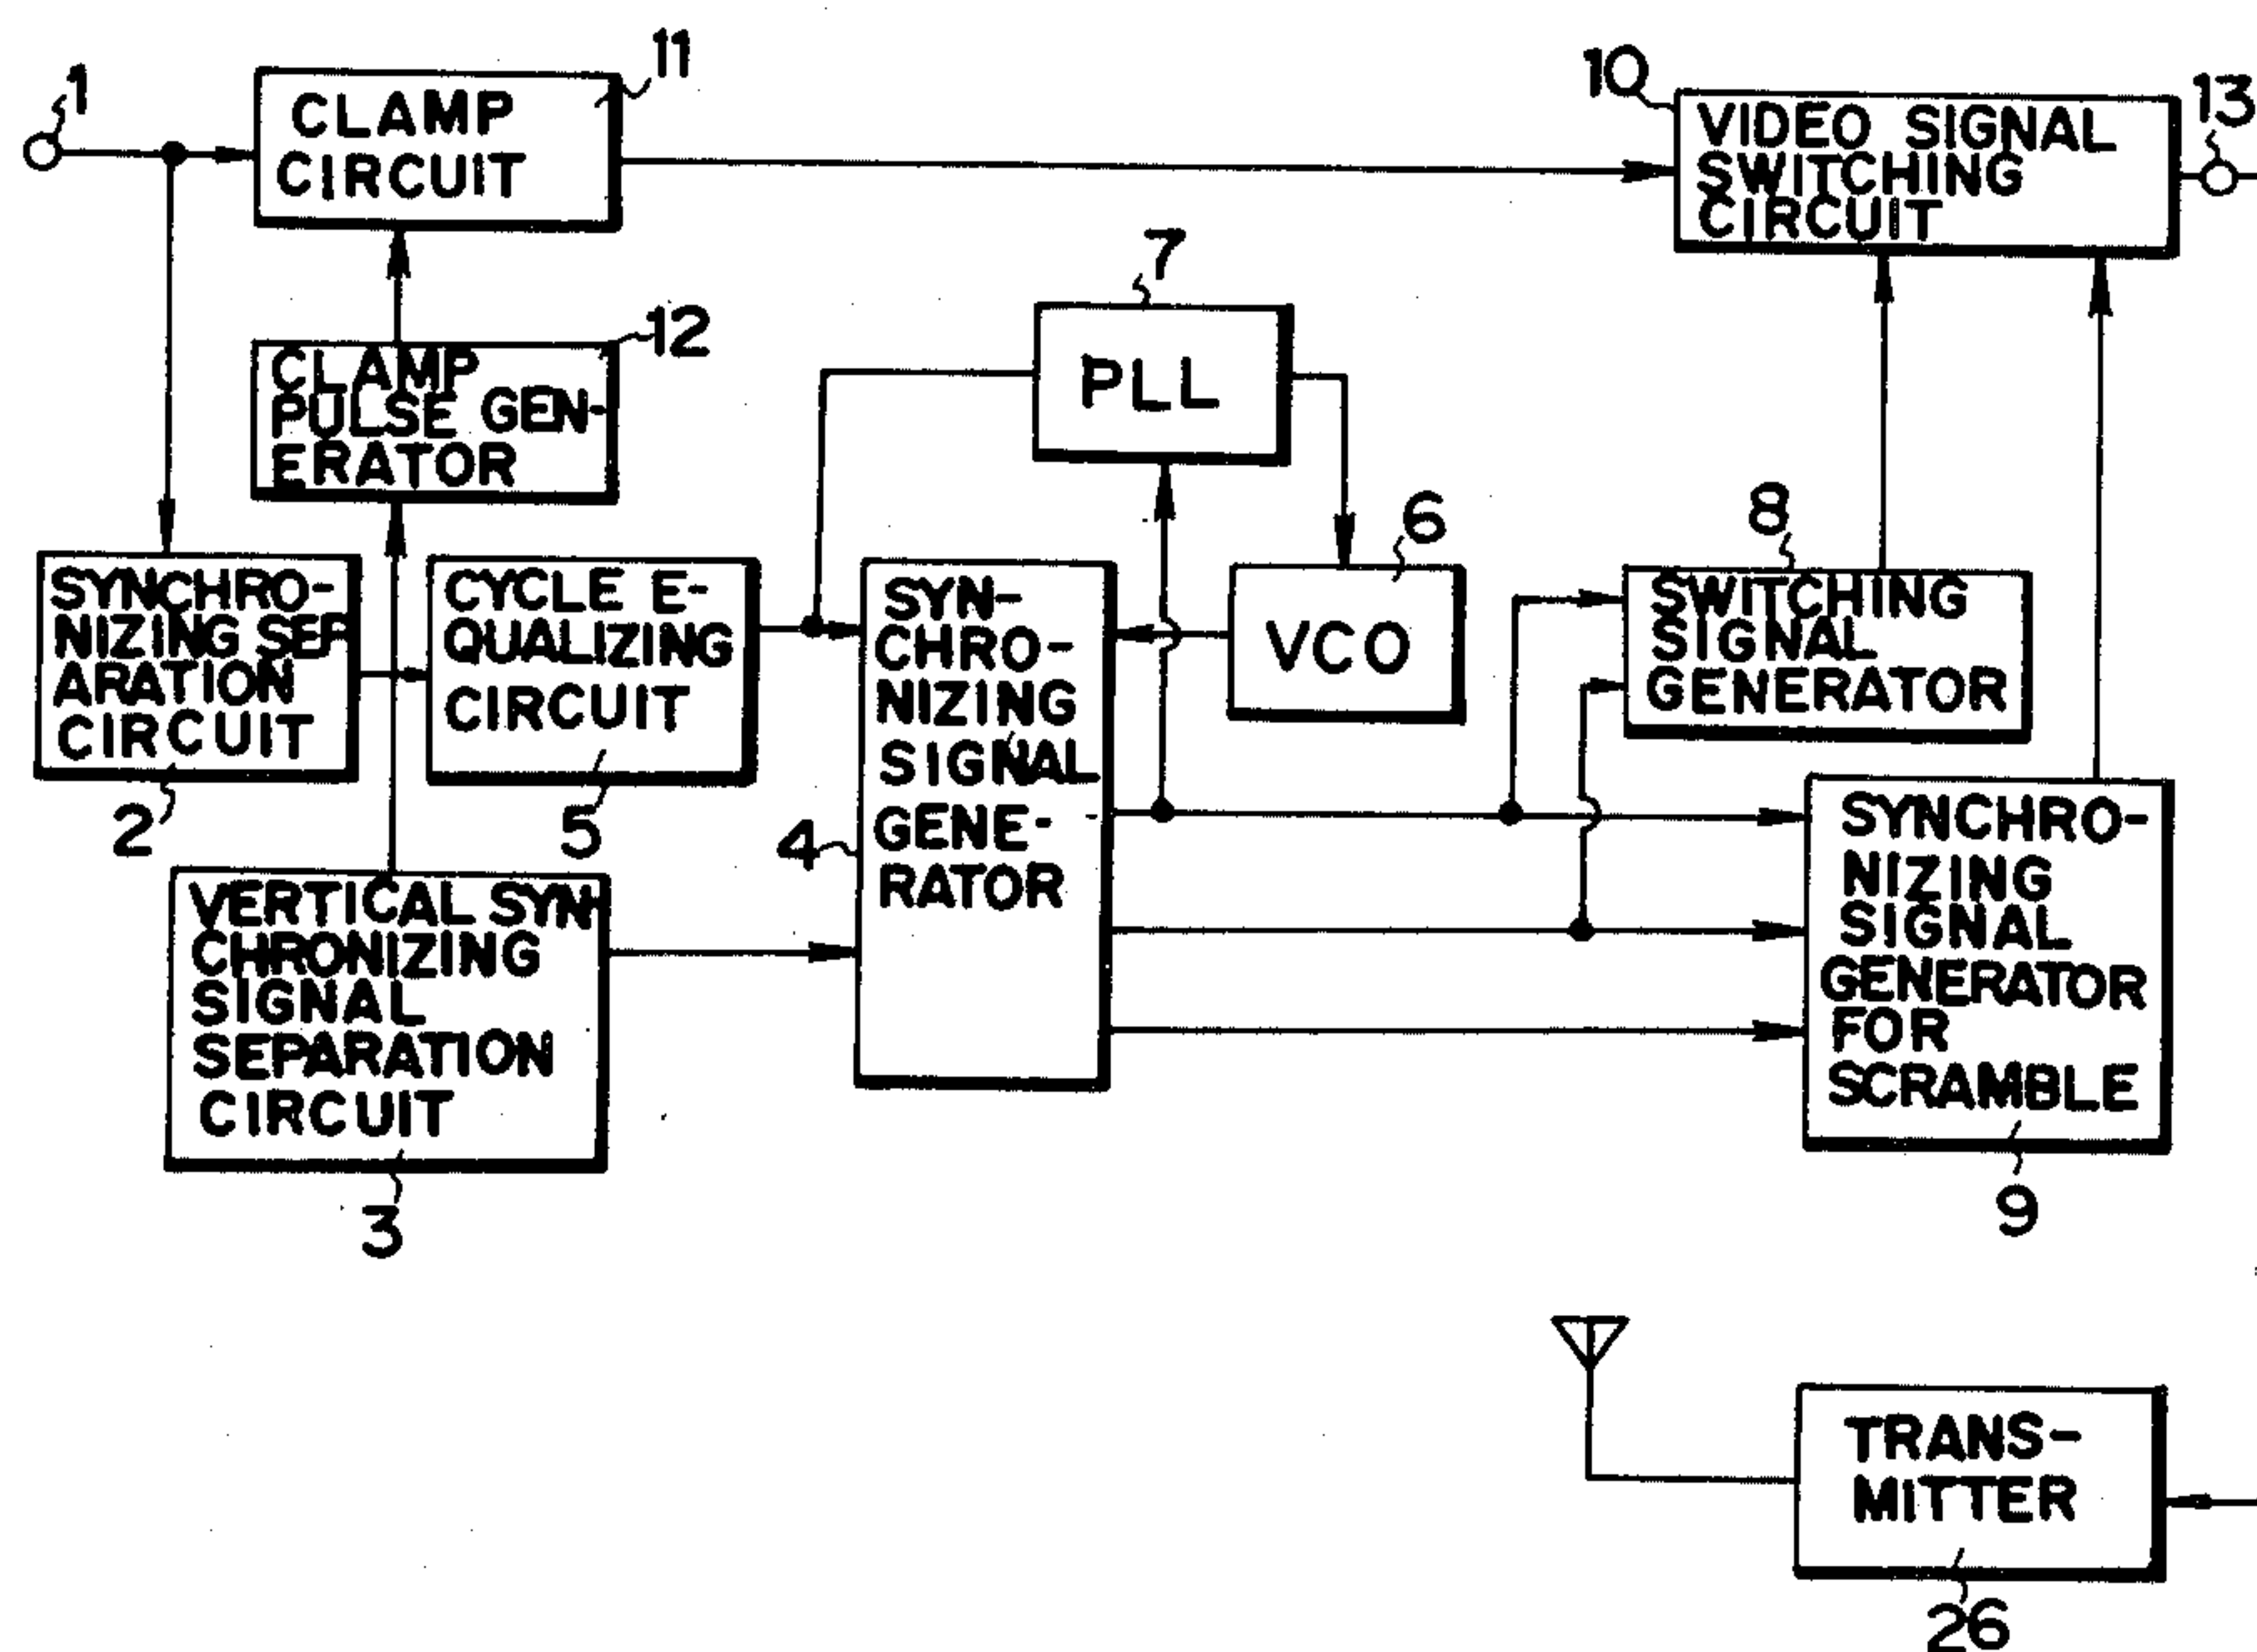 1
11
CLAMP
CIRCUIT
10
VIDEO SIGNAL
SWITCHING
CIRCUIT
13
12
CLAMP
PULSE GEN-
ERATOR
7
PLL
6
VCO
8
SWITCHING
SIGNAL
GENERATOR
SYNCHRO-
NIZING SEP
ARATION
CIRCUIT
2
CYCLE E-
QUALIZING
CIRCUIT
5
SYN-
CHRO-
NIZING
SIGNAL
GENE-
RATOR
4
VERTICAL SYN
CHRONIZING
SIGNAL
SEPARATION
CIRCUIT
3
SYNCHRO-
NIZING
SIGNAL
GENERATOR
FOR
SCRAMBLE
9
TRANS-
MITTER
26